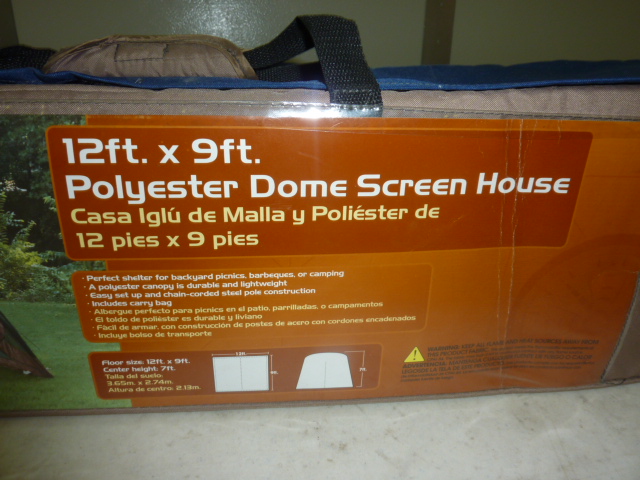 12ft. x 9ft.
Polyester Dome Screen House
Casa Iglú de Malla y Poliéster de
12 pies x 9 pies
· Perfect shelter for backyard picnics, barbeques, or camping
· A polyester canopy is durable and lightweight
· Easy set up and chain-corded steel pole construction
· Includes carry bag
· Albergue perfecto para picnics en el patio, parrilladas, o campamentos
· El toldo de poliéster es durable y liviano
· Fácil de armar, con construcción de postes de acero con cordones encadenados
· Incluye bolso de transporte
Floor size: 12ft. x 9ft.
Center height: 7ft.
Talla del suelo:
3.65m. x 2.74m.
Altura de centro: 2.13m.
WARNING: KEEP ALL